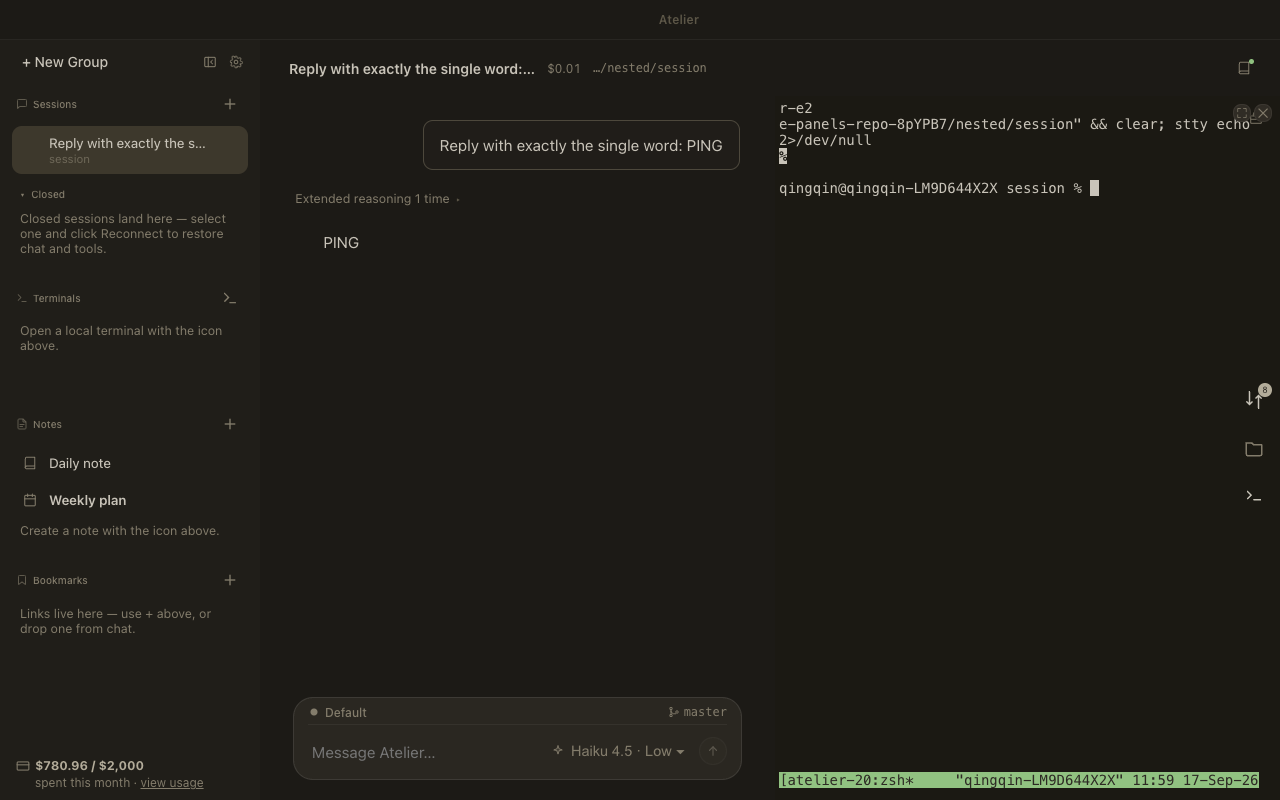 Atelier
+ New Group
Sessions
Reply with exactly the s...
session
Closed
Closed sessions land here — select
one and click Reconnect to restore
chat and tools.
Terminals
Open a local terminal with the icon
above.
Notes
Daily note
Weekly plan
Create a note with the icon above.
Bookmarks
Links live here — use + above, or
drop one from chat.
$780.96 / $2,000
spent this month · view usage
Reply with exactly the single word:... $0.01 …/nested/session
Reply with exactly the single word: PING
Extended reasoning 1 time
PING
Default master
Message Atelier... Haiku 4.5 · Low
r-e2
e-panels-repo-8pYPB7/nested/session" && clear; stty echo
2>/dev/null
%
qingqin@qingqin-LM9D644X2X session %
8
[atelier-20:zsh* "qingqin-LM9D644X2X" 11:59 17-Sep-26